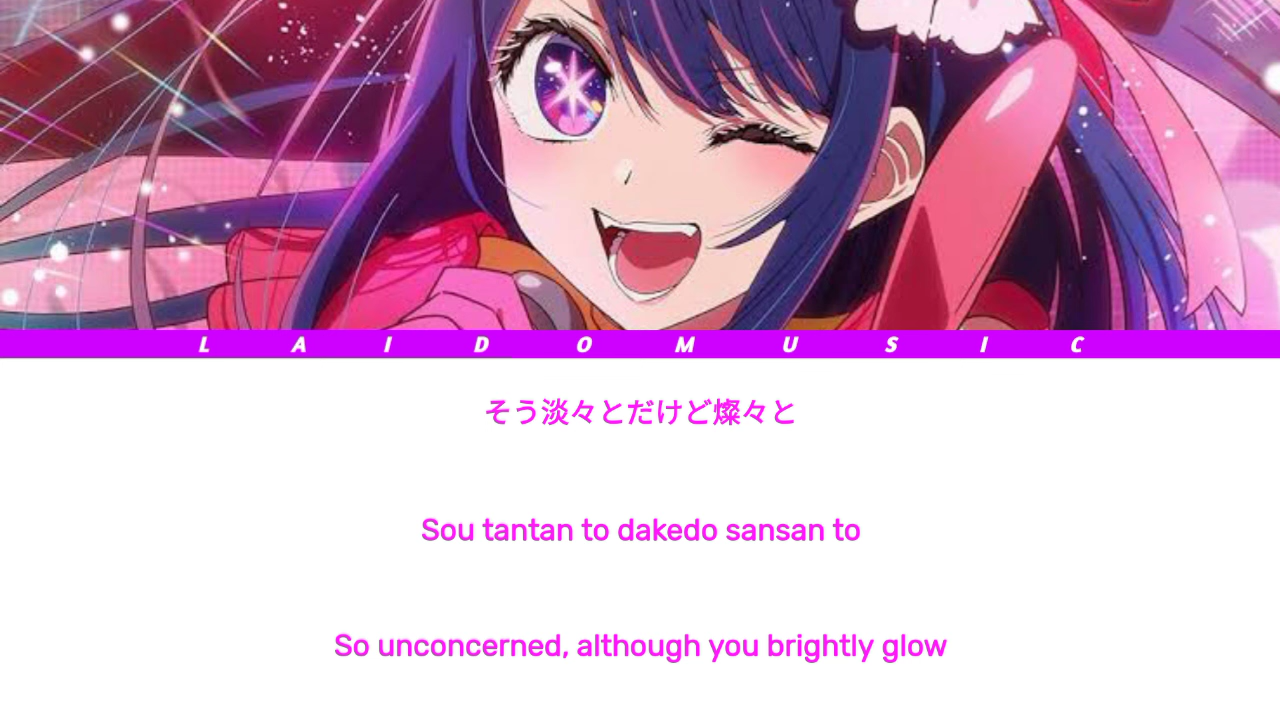 LAIDOMUSIC
そう淡々とだけど燦々と
Sou tantan to dakedo sansan to
So unconcerned, although you brightly glow